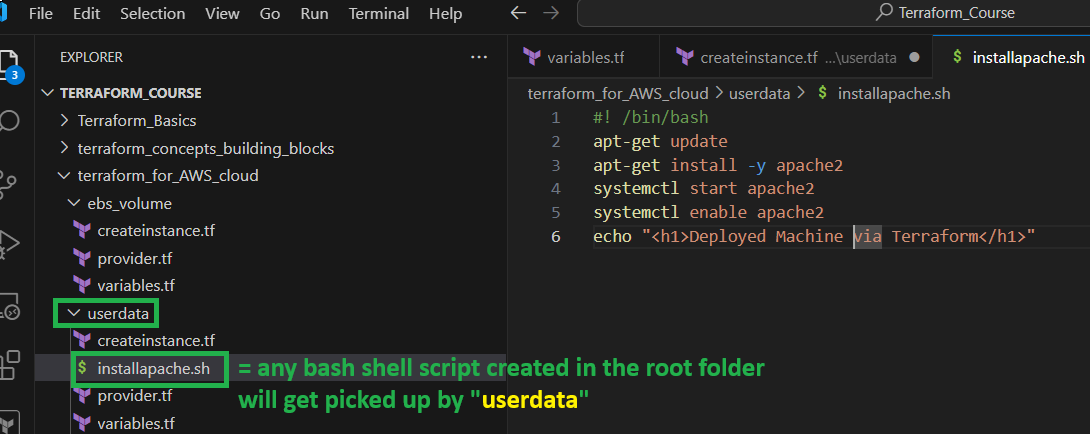 File Edit Selection View Go Run Terminal Help
Terraform_Course
3
EXPLORER
TERRAFORM_COURSE
Terraform_Basics
terraform_concepts_building_blocks
terraform_for_AWS_cloud
ebs_volume
createinstance.tf
provider.tf
variables.tf
userdata
createinstance.tf
$ installapache.sh
provider.tf
variables.tf
variables.tf createinstance.tf ...\userdata $ installapache.sh
terraform_for_AWS_cloud > userdata > $ installapache.sh
1 #! /bin/bash
2 apt-get update
3 apt-get install -y apache2
4 systemctl start apache2
5 systemctl enable apache2
6 echo "<h1>Deployed Machine via Terraform</h1>"
= any bash shell script created in the root folder
will get picked up by "userdata"